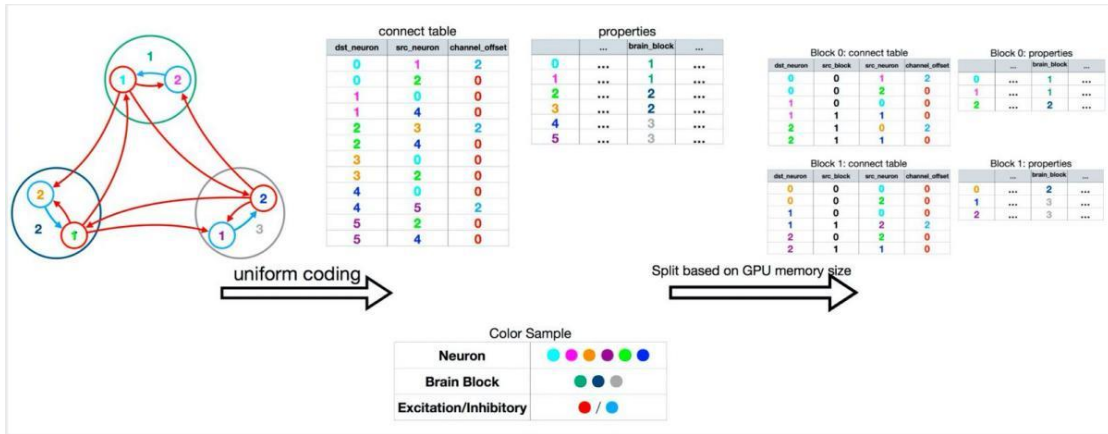 1
1 2
2
2 1
2
1 3
uniform coding
connect table
dst_neuron src_neuron channel_offset
0 1 2
0 2 0
1 0 0
1 4 0
2 3 2
2 4 0
3 0 0
3 2 0
4 0 0
4 5 2
5 2 0
5 4 0
properties
... brain_block ...
0 ... 1 ...
1 ... 1 ...
2 ... 2 ...
3 ... 2 ...
4 ... 3 ...
5 ... 3 ...
Split based on GPU memory size
Block 0: connect table
dst_neuron src_block src_neuron channel_offset
0 0 1 2
0 0 2 0
1 0 0 0
1 1 1 0
2 1 0 2
2 1 1 0
Block 0: properties
... brain_block ...
0 ... 1 ...
1 ... 1 ...
2 ... 2 ...
Block 1: connect table
dst_neuron src_block src_neuron channel_offset
0 0 0 0
0 0 2 0
1 0 0 0
1 1 2 2
2 0 2 0
2 1 1 0
Block 1: properties
... brain_block ...
0 ... 2 ...
1 ... 3 ...
2 ... 3 ...
Color Sample
Neuron
Brain Block
Excitation/Inhibitory /